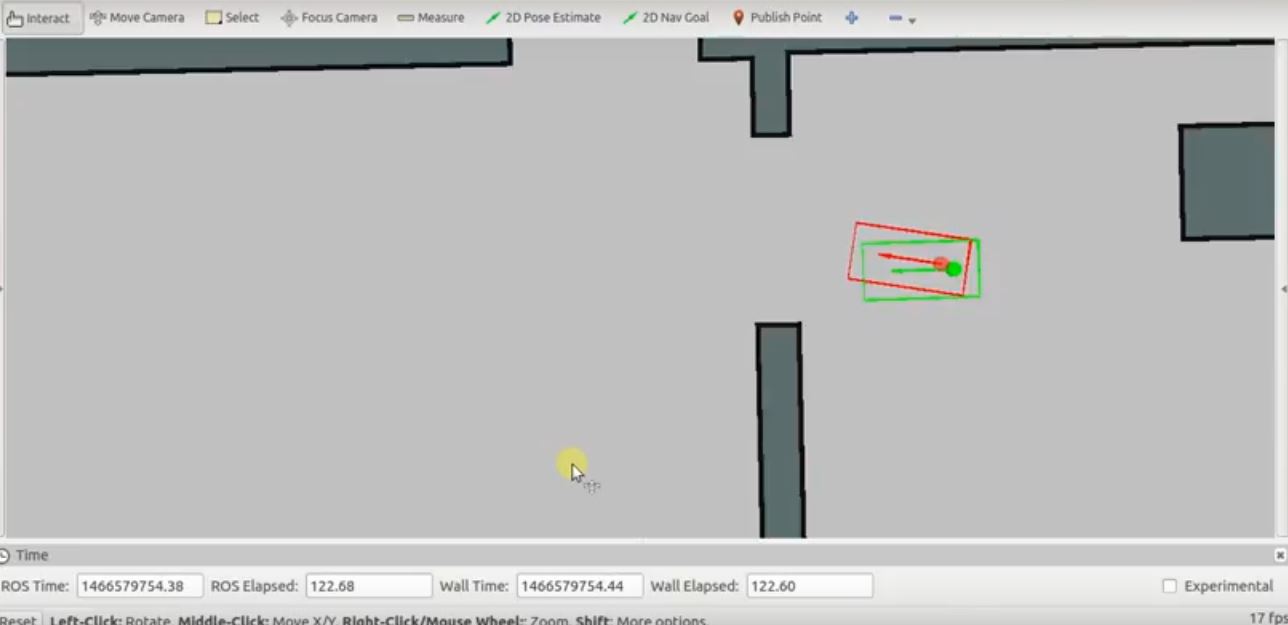 Interact Move Camera Select Focus Camera Measure 2D Pose Estimate 2D Nav Goal Publish Point
Time
ROS Time: 1466579754.38 ROS Elapsed: 122.68 Wall Time: 1466579754.44 Wall Elapsed: 122.60 Experimental
Reset Left-Click: Rotate. Middle-Click: Move X/Y. Right-Click/Mouse Wheel:: Zoom. Shift: More options. 17 fps